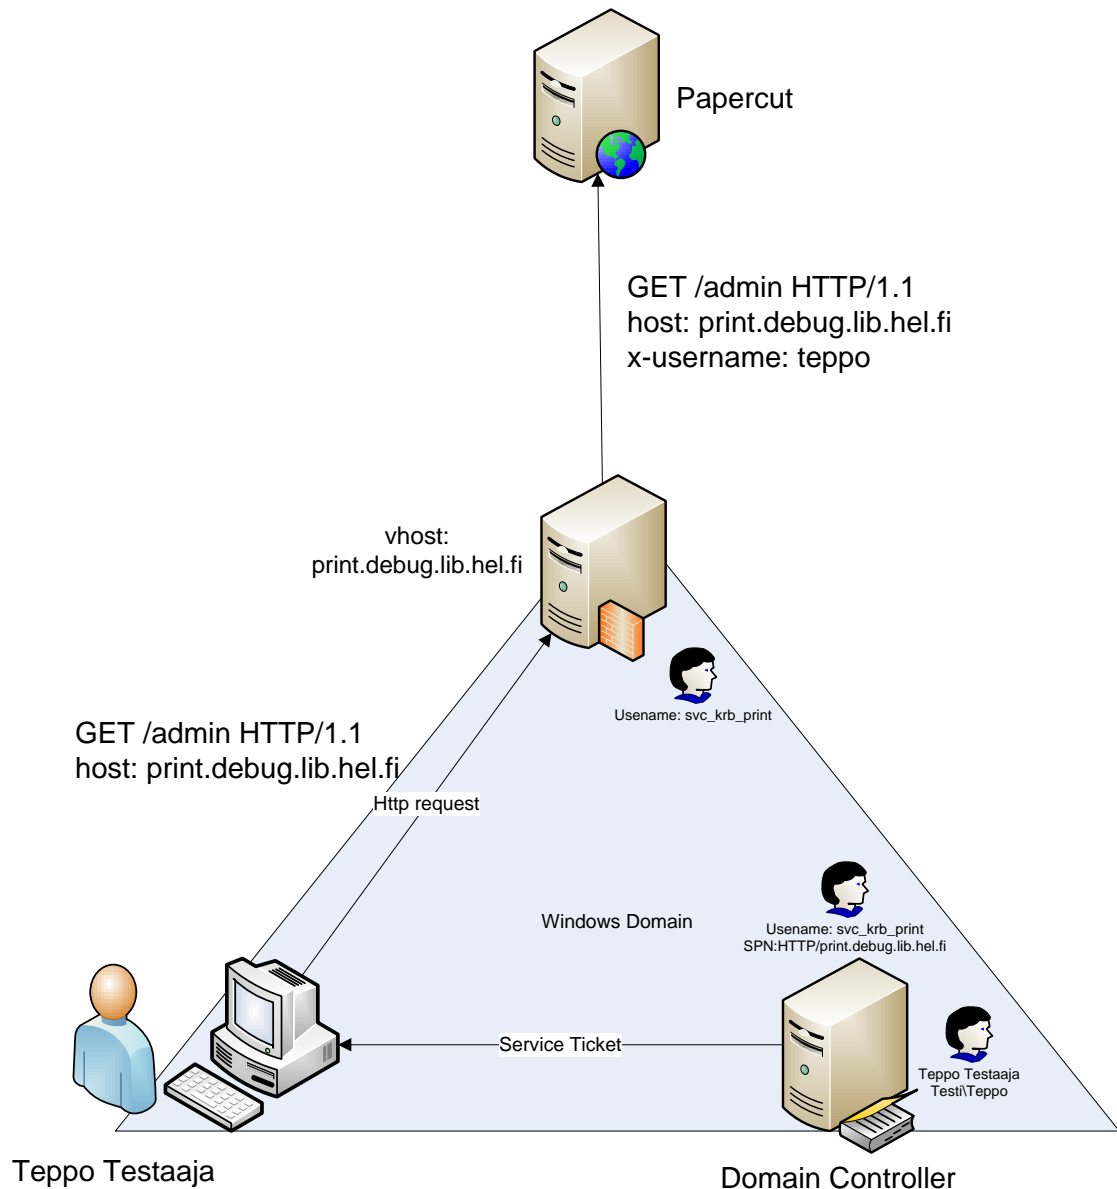 Papercut
GET /admin HTTP/1.1
host: print.debug.lib.hel.fi
x-username: teppo
vhost:
print.debug.lib.hel.fi
Usename: svc_krb_print
GET /admin HTTP/1.1
host: print.debug.lib.hel.fi
Http request
Windows Domain
Usename: svc_krb_print
SPN:HTTP/print.debug.lib.hel.fi
Service Ticket
Teppo Testaaja
Testi\Teppo
Teppo Testaaja
Domain Controller